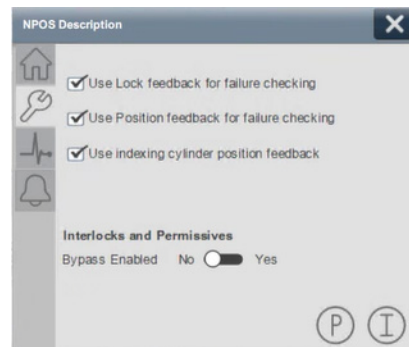 NPOS Description
Use Lock feedback for failure checking
Use Position feedback for failure checking
Use indexing cylinder position feedback
Interlocks and Permissives
Bypass Enabled No Yes
P I